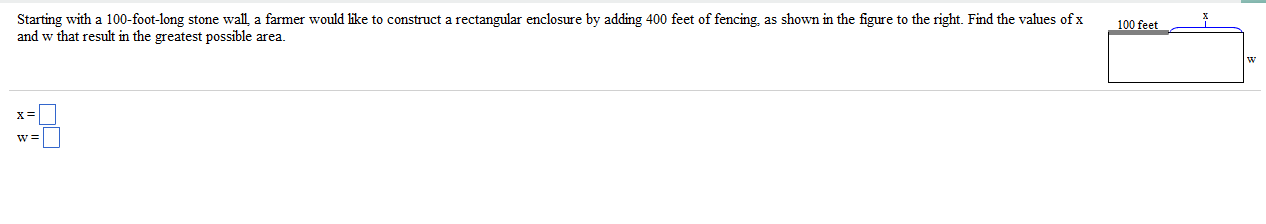 Starting with a 100-foot-long stone wall, a farmer would like to construct a rectangular enclosure by adding 400 feet of fencing, as shown in the figure to the right. Find the values of x
and w that result in the greatest possible area.
100 feet
x
w
x =
w =